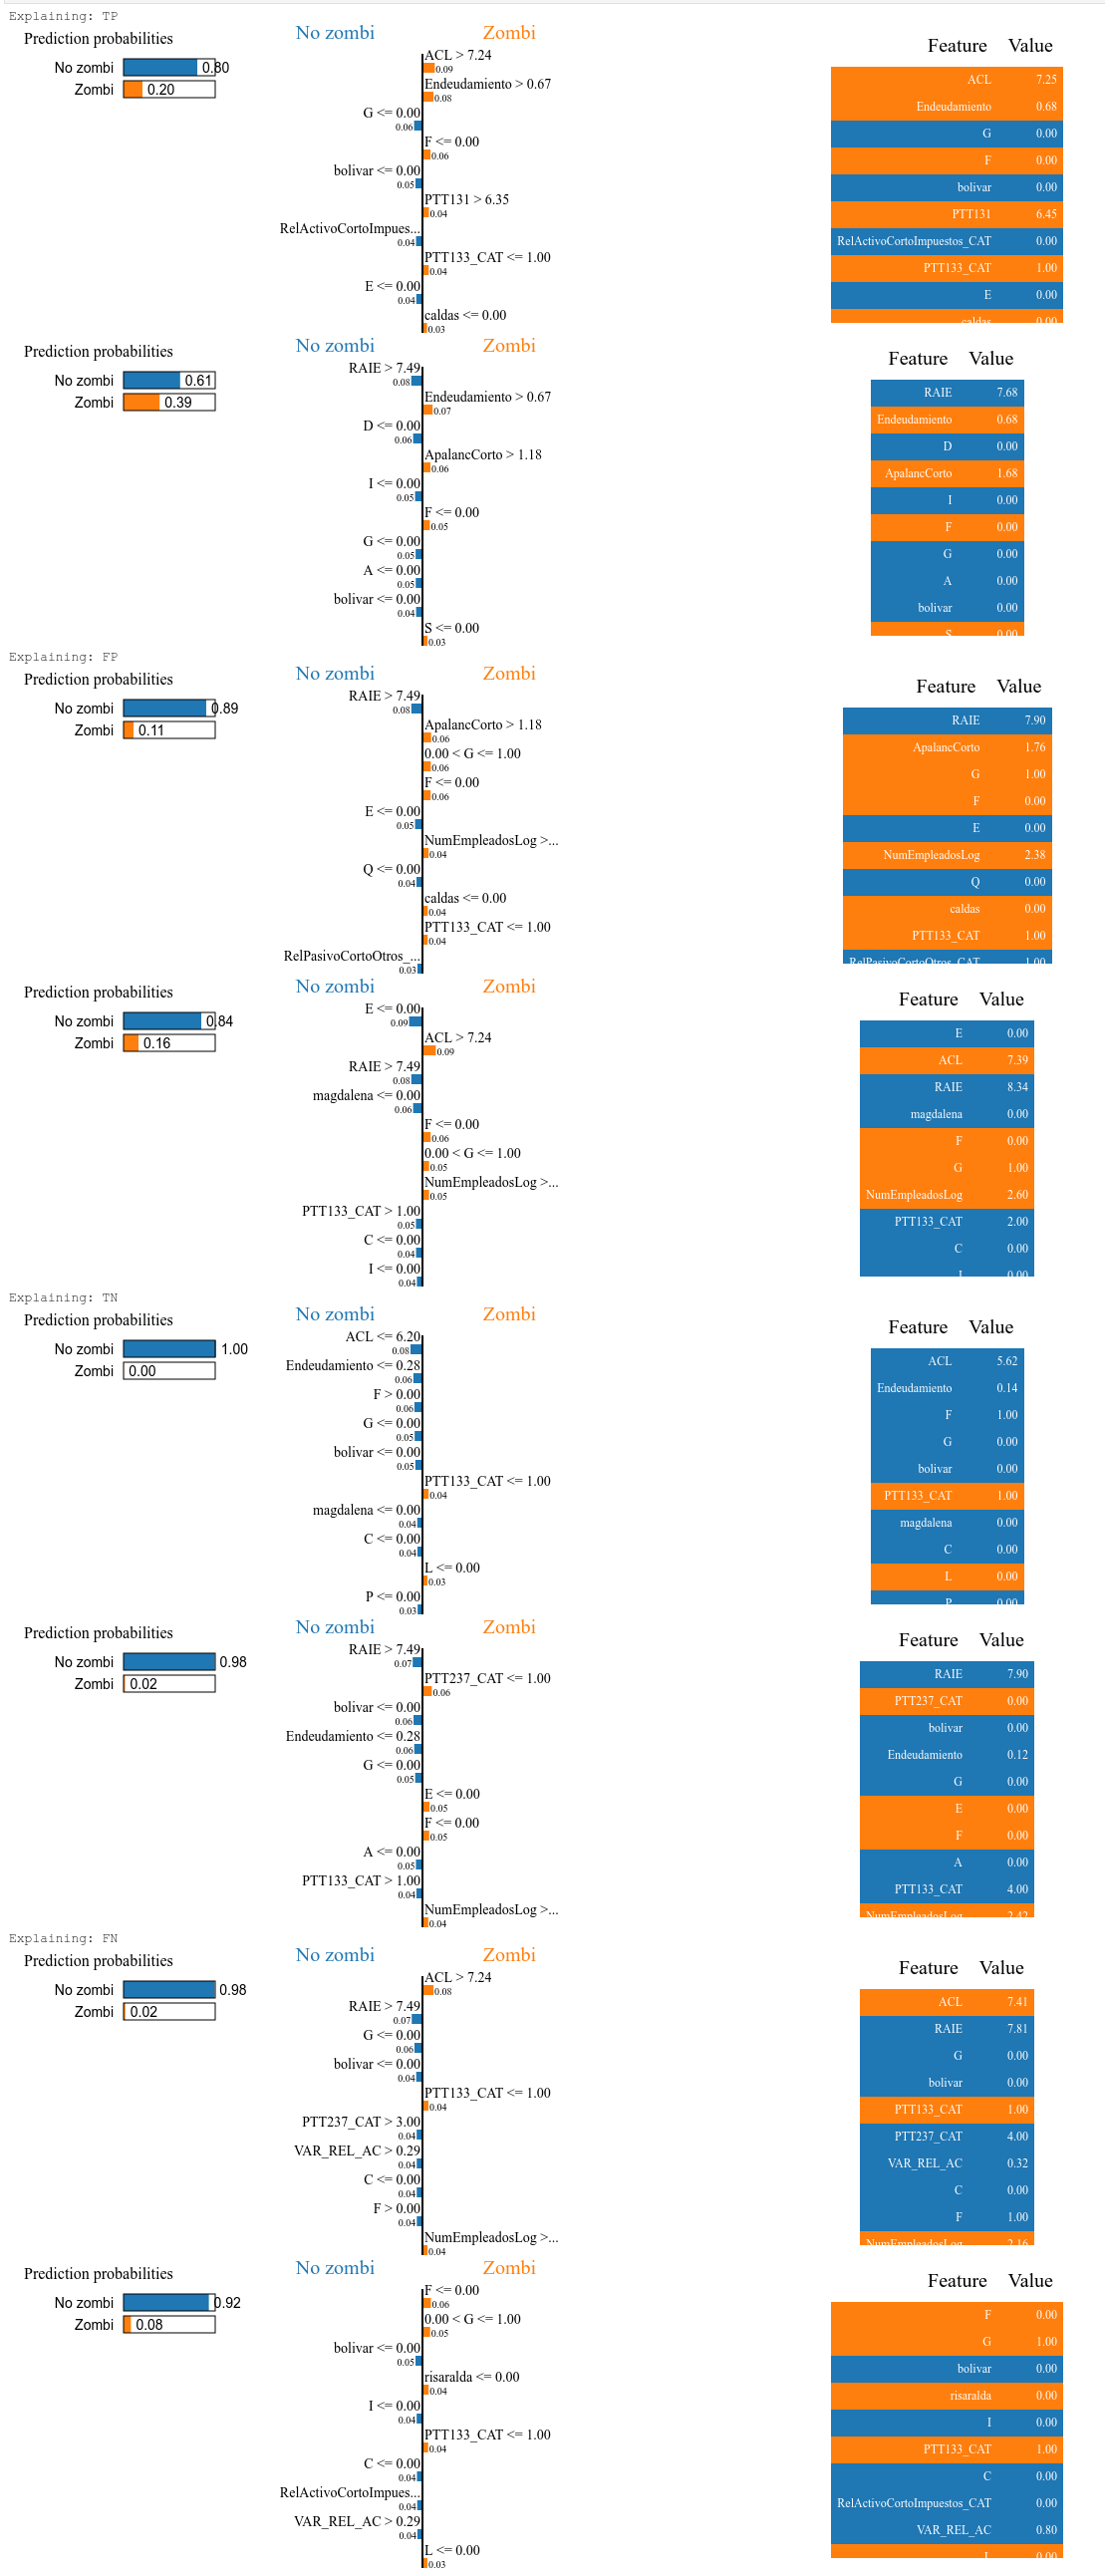 Explaining: TP
Prediction probabilities
No zombi 0.80
Zombi 0.20
No zombi Zombi
ACL > 7.24
0.09
Endeudamiento > 0.67
0.08
G <= 0.00
0.06
F <= 0.00
0.06
bolivar <= 0.00
0.05
PTT131 > 6.35
0.04
RelActivoCortoImpues...
0.04
PTT133_CAT <= 1.00
0.04
E <= 0.00
0.04
caldas <= 0.00
0.03
Feature Value
ACL 7.25
Endeudamiento 0.68
G 0.00
F 0.00
bolivar 0.00
PTT131 6.45
RelActivoCortoImpuestos_CAT 0.00
PTT133_CAT 1.00
E 0.00
caldas 0.00
Prediction probabilities
No zombi 0.61
Zombi 0.39
No zombi Zombi
RAIE > 7.49
0.08
Endeudamiento > 0.67
0.07
D <= 0.00
0.06
ApalancCorto > 1.18
0.06
I <= 0.00
0.05
F <= 0.00
0.05
G <= 0.00
0.05
A <= 0.00
0.05
bolivar <= 0.00
0.04
S <= 0.00
0.03
Feature Value
RAIE 7.68
Endeudamiento 0.68
D 0.00
ApalancCorto 1.68
I 0.00
F 0.00
G 0.00
A 0.00
bolivar 0.00
S 0.00
Explaining: FP
Prediction probabilities
No zombi 0.89
Zombi 0.11
No zombi Zombi
RAIE > 7.49
0.08
ApalancCorto > 1.18
0.06
0.00 < G <= 1.00
0.06
F <= 0.00
0.06
E <= 0.00
0.05
NumEmpleadosLog >...
0.04
Q <= 0.00
0.04
caldas <= 0.00
0.04
PTT133_CAT <= 1.00
0.04
RelPasivoCortoOtros_...
0.03
Feature Value
RAIE 7.90
ApalancCorto 1.76
G 1.00
F 0.00
E 0.00
NumEmpleadosLog 2.38
Q 0.00
caldas 0.00
PTT133_CAT 1.00
RelPasivoCortoOtros_CAT 1.00
Prediction probabilities
No zombi 0.84
Zombi 0.16
No zombi Zombi
E <= 0.00
0.09
ACL > 7.24
0.09
RAIE > 7.49
0.08
magdalena <= 0.00
0.06
F <= 0.00
0.06
0.00 < G <= 1.00
0.05
NumEmpleadosLog >...
0.05
PTT133_CAT > 1.00
0.05
C <= 0.00
0.04
I <= 0.00
0.04
Feature Value
E 0.00
ACL 7.39
RAIE 8.34
magdalena 0.00
F 0.00
G 1.00
NumEmpleadosLog 2.60
PTT133_CAT 2.00
C 0.00
I 0.00
Explaining: TN
Prediction probabilities
No zombi 1.00
Zombi 0.00
No zombi Zombi
ACL <= 6.20
0.08
Endeudamiento <= 0.28
0.06
F > 0.00
0.06
G <= 0.00
0.05
bolivar <= 0.00
0.05
PTT133_CAT <= 1.00
0.04
magdalena <= 0.00
0.04
C <= 0.00
0.04
L <= 0.00
0.03
P <= 0.00
0.03
Feature Value
ACL 5.62
Endeudamiento 0.14
F 1.00
G 0.00
bolivar 0.00
PTT133_CAT 1.00
magdalena 0.00
C 0.00
L 0.00
P 0.00
Prediction probabilities
No zombi 0.98
Zombi 0.02
No zombi Zombi
RAIE > 7.49
0.07
PTT237_CAT <= 1.00
0.06
bolivar <= 0.00
0.06
Endeudamiento <= 0.28
0.06
G <= 0.00
0.05
E <= 0.00
0.05
F <= 0.00
0.05
A <= 0.00
0.05
PTT133_CAT > 1.00
0.04
NumEmpleadosLog >...
0.04
Feature Value
RAIE 7.90
PTT237_CAT 0.00
bolivar 0.00
Endeudamiento 0.12
G 0.00
E 0.00
F 0.00
A 0.00
PTT133_CAT 4.00
NumEmpleadosLog 2.42
Explaining: FN
Prediction probabilities
No zombi 0.98
Zombi 0.02
No zombi Zombi
ACL > 7.24
0.08
RAIE > 7.49
0.07
G <= 0.00
0.06
bolivar <= 0.00
0.04
PTT133_CAT <= 1.00
0.04
PTT237_CAT > 3.00
0.04
VAR_REL_AC > 0.29
0.04
C <= 0.00
0.04
F > 0.00
0.04
NumEmpleadosLog >...
0.04
Feature Value
ACL 7.41
RAIE 7.81
G 0.00
bolivar 0.00
PTT133_CAT 1.00
PTT237_CAT 4.00
VAR_REL_AC 0.32
C 0.00
F 1.00
NumEmpleadosLog 2.16
Prediction probabilities
No zombi 0.92
Zombi 0.08
No zombi Zombi
F <= 0.00
0.06
0.00 < G <= 1.00
0.05
bolivar <= 0.00
0.05
risaralda <= 0.00
0.04
I <= 0.00
0.04
PTT133_CAT <= 1.00
0.04
C <= 0.00
0.04
RelActivoCortoImpues...
0.04
VAR_REL_AC > 0.29
0.04
L <= 0.00
0.03
Feature Value
F 0.00
G 1.00
bolivar 0.00
risaralda 0.00
I 0.00
PTT133_CAT 1.00
C 0.00
RelActivoCortoImpuestos_CAT 0.00
VAR_REL_AC 0.80
L 0.00